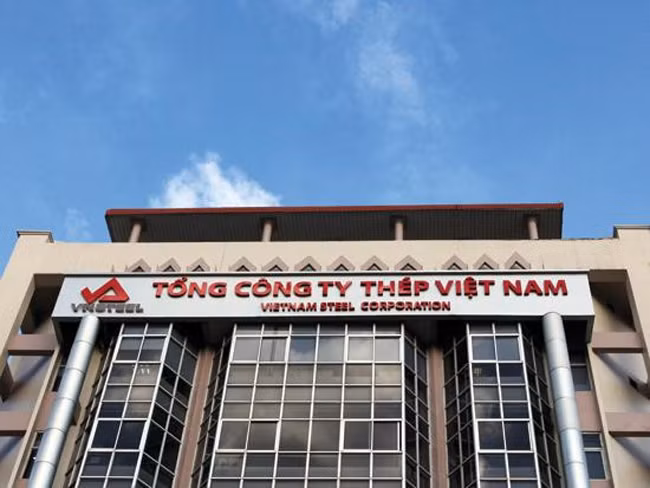 TỔNG CÔNG TY THÉP VIỆT NAM
VNSTEEL
VIETNAM STEEL CORPORATION